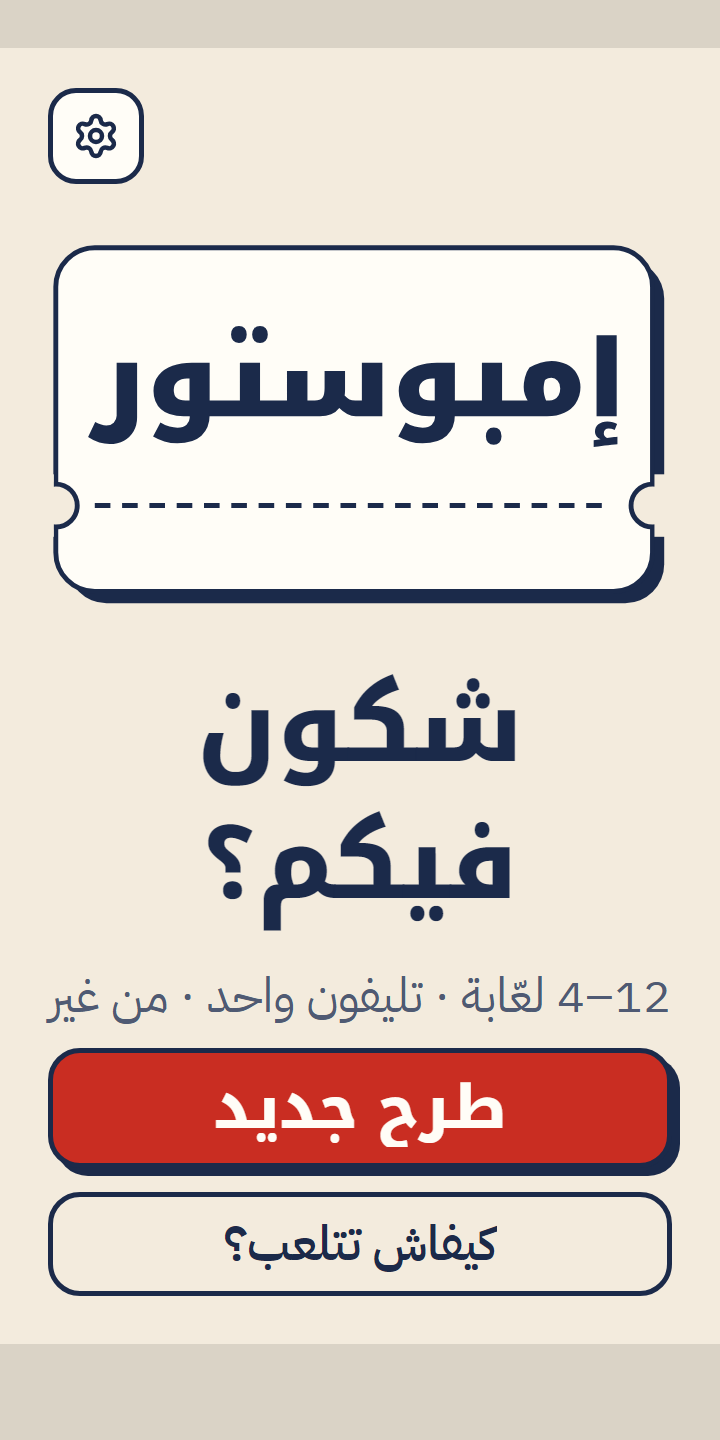 إمبوستور
شكون
فيكم؟
4–12 لعّابة · تليفون واحد · من غير
طرح جديد
كيفاش تتلعب؟